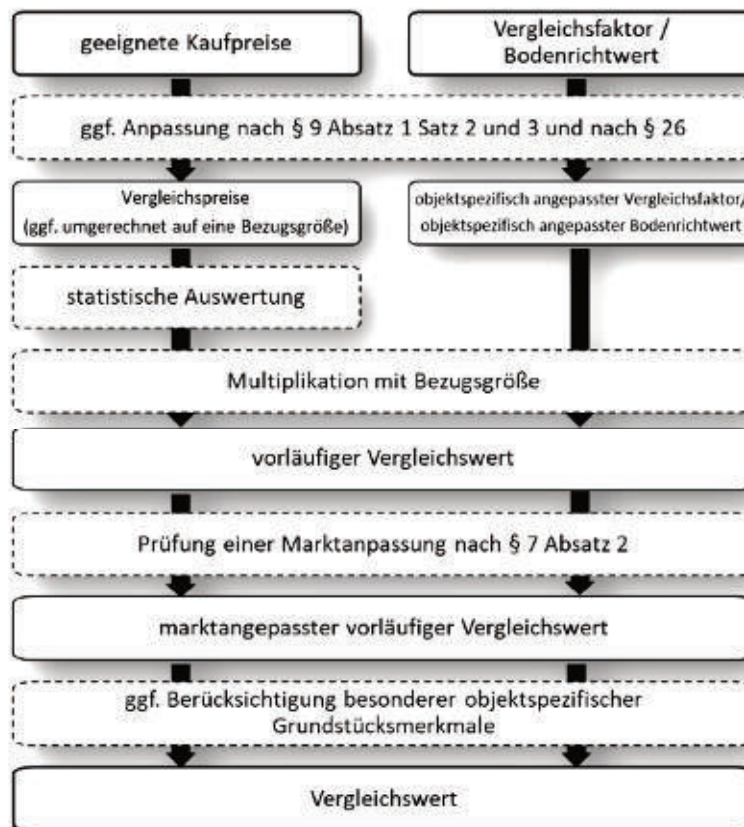 geeignete Kaufpreise
Vergleichsfaktor /
Bodenrichtwert
ggf. Anpassung nach § 9 Absatz 1 Satz 2 und 3 und nach § 26
Vergleichspreise
(ggf. umgerechnet auf eine Bezugsgröße)
objektspezifisch angepasster Vergleichsfaktor/
objektspezifisch angepasster Bodenrichtwert
statistische Auswertung
Multiplikation mit Bezugsgröße
vorläufiger Vergleichswert
Prüfung einer Marktanpassung nach § 7 Absatz 2
marktangepasster vorläufiger Vergleichswert
ggf. Berücksichtigung besonderer objektspezifischer
Grundstücksmerkmale
Vergleichswert